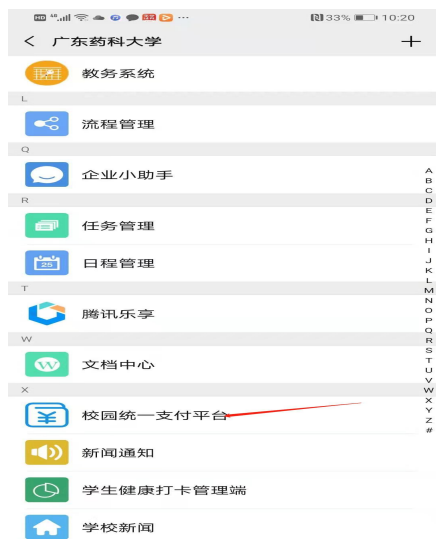 HD 4G 33% 10:20
广东药科大学
教务系统
L
流程管理
Q
企业小助手
R
任务管理
25
日程管理
T
腾讯乐享
W
文档中心
X
校园统一支付平台
新闻通知
学生健康打卡管理端
学校新闻
A
B
C
D
E
F
G
H
I
J
K
L
M
N
O
P
Q
R
S
T
U
V
W
X
Y
Z
#